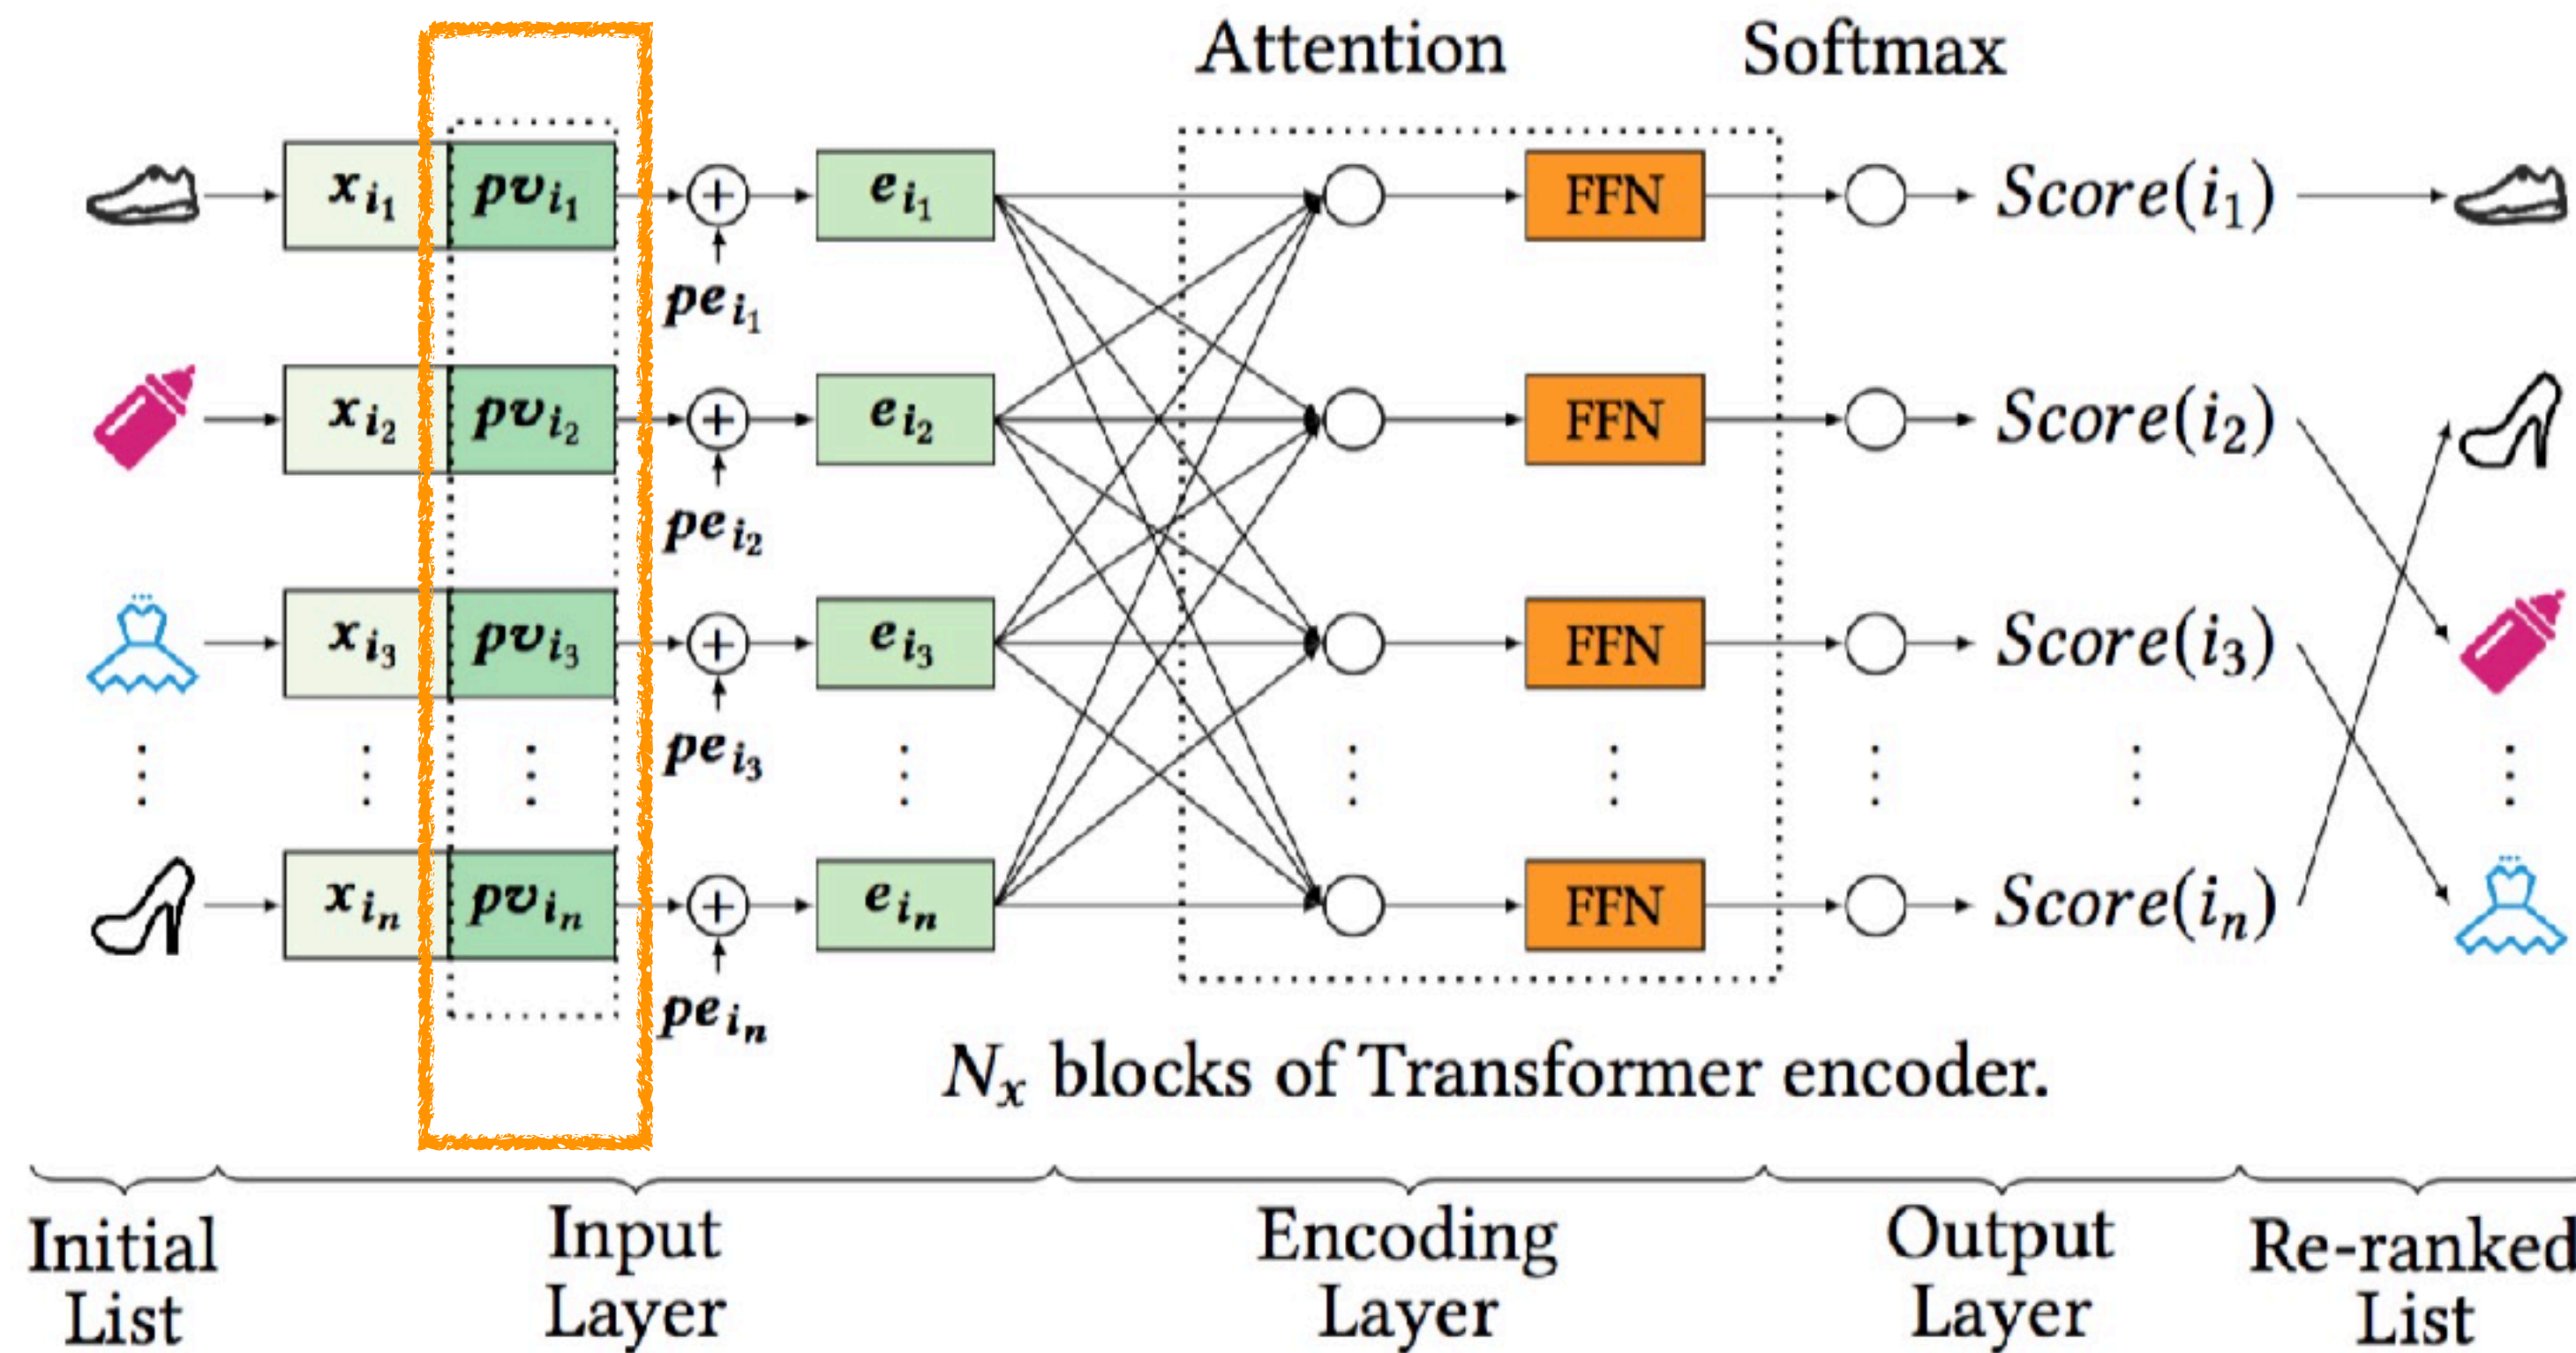 Attention Softmax
x_{i_1} pv_{i_1} + e_{i_1} FFN Score(i_1)
pe_{i_1}
x_{i_2} pv_{i_2} + e_{i_2} FFN Score(i_2)
pe_{i_2}
x_{i_3} pv_{i_3} + e_{i_3} FFN Score(i_3)
pe_{i_3}
x_{i_n} pv_{i_n} + e_{i_n} FFN Score(i_n)
pe_{i_n}
N_x blocks of Transformer encoder.
Initial Input Encoding Output Re-ranked
List Layer Layer Layer List